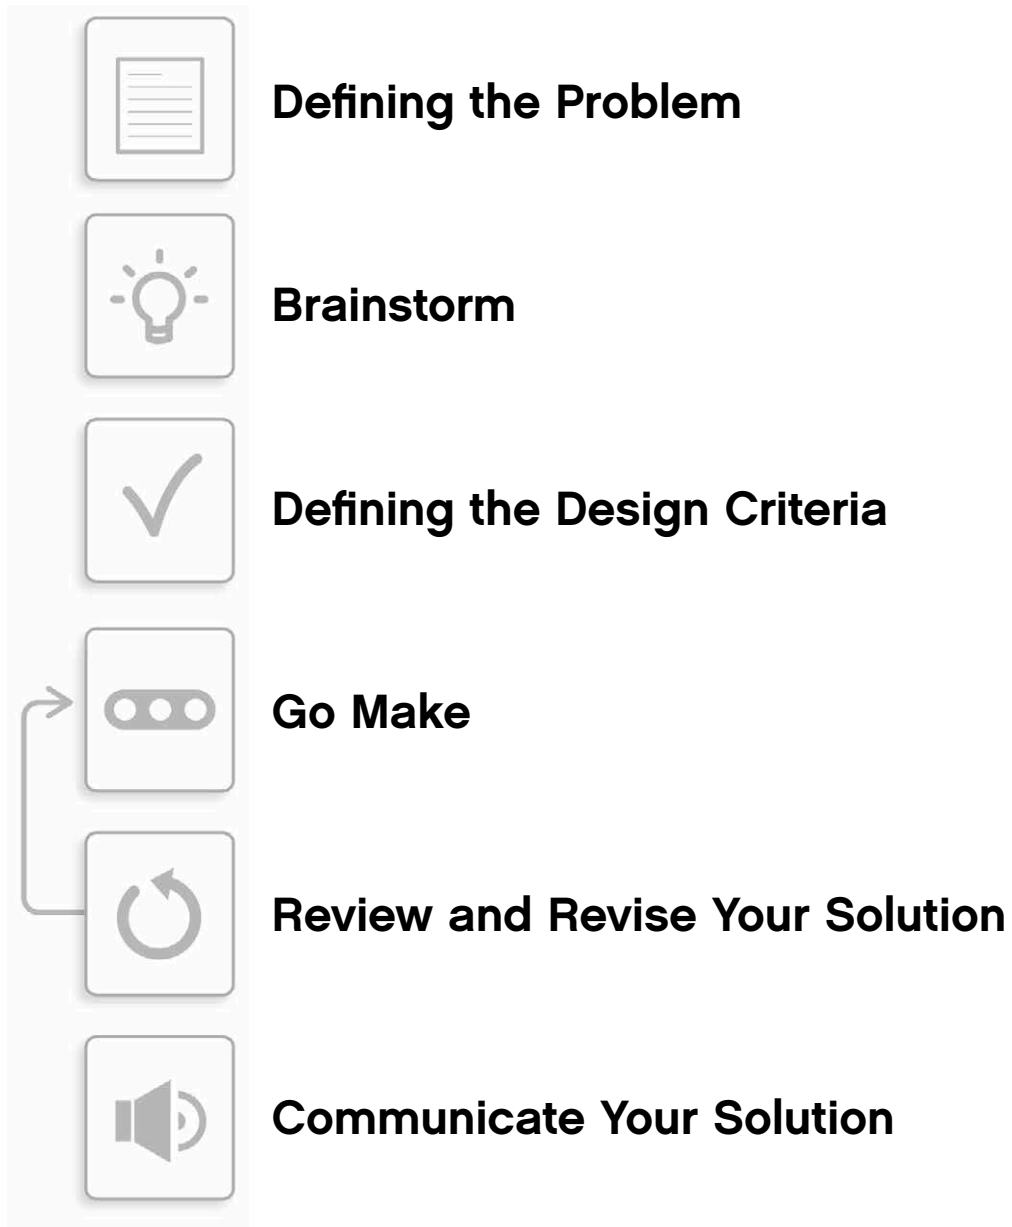 Defining the Problem
Brainstorm
Defining the Design Criteria
Go Make
Review and Revise Your Solution
Communicate Your Solution